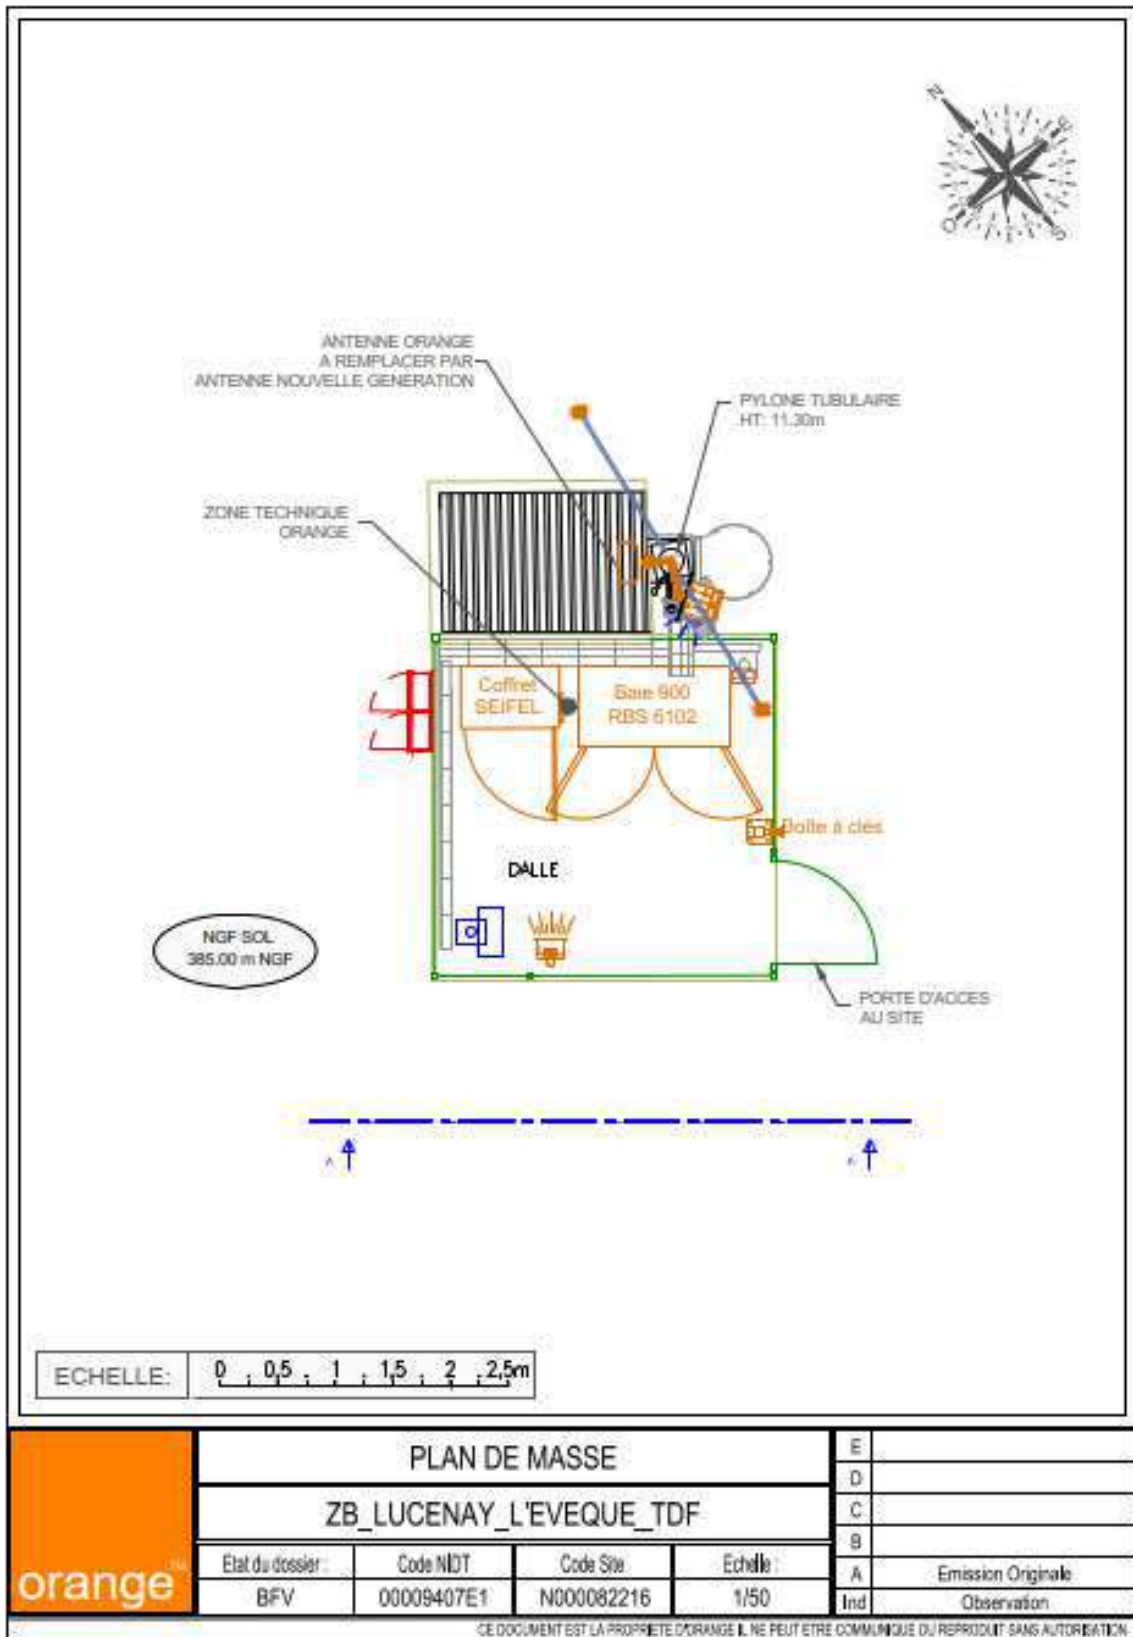 N
E
O
S
ANTENNE ORANGE
A REMPLACER PAR
ANTENNE NOUVELLE GENERATION
PYLONE TUBULAIRE
HT: 11.30m
ZONE TECHNIQUE
ORANGE
Coffret
SEIFEL
Baie 900
RBS 6102
Boîte à clés
DALLE
NGF SOL
385.00 m NGF
PORTE D'ACCES
AU SITE
ECHELLE:
0 0,5 1 1,5 2 2,5m
orange™
PLAN DE MASSE
ZB_LUCENAY_L'EVEQUE_TDF
Etat du dossier : Code NIDT Code Site Echelle :
BFV 00009407E1 N000082216 1/50
E
D
C
B
A Emission Originale
Ind Observation
CE DOCUMENT EST LA PROPRIETE D'ORANGE IL NE PEUT ETRE COMMUNIQUE OU REPRODUIT SANS AUTORISATION